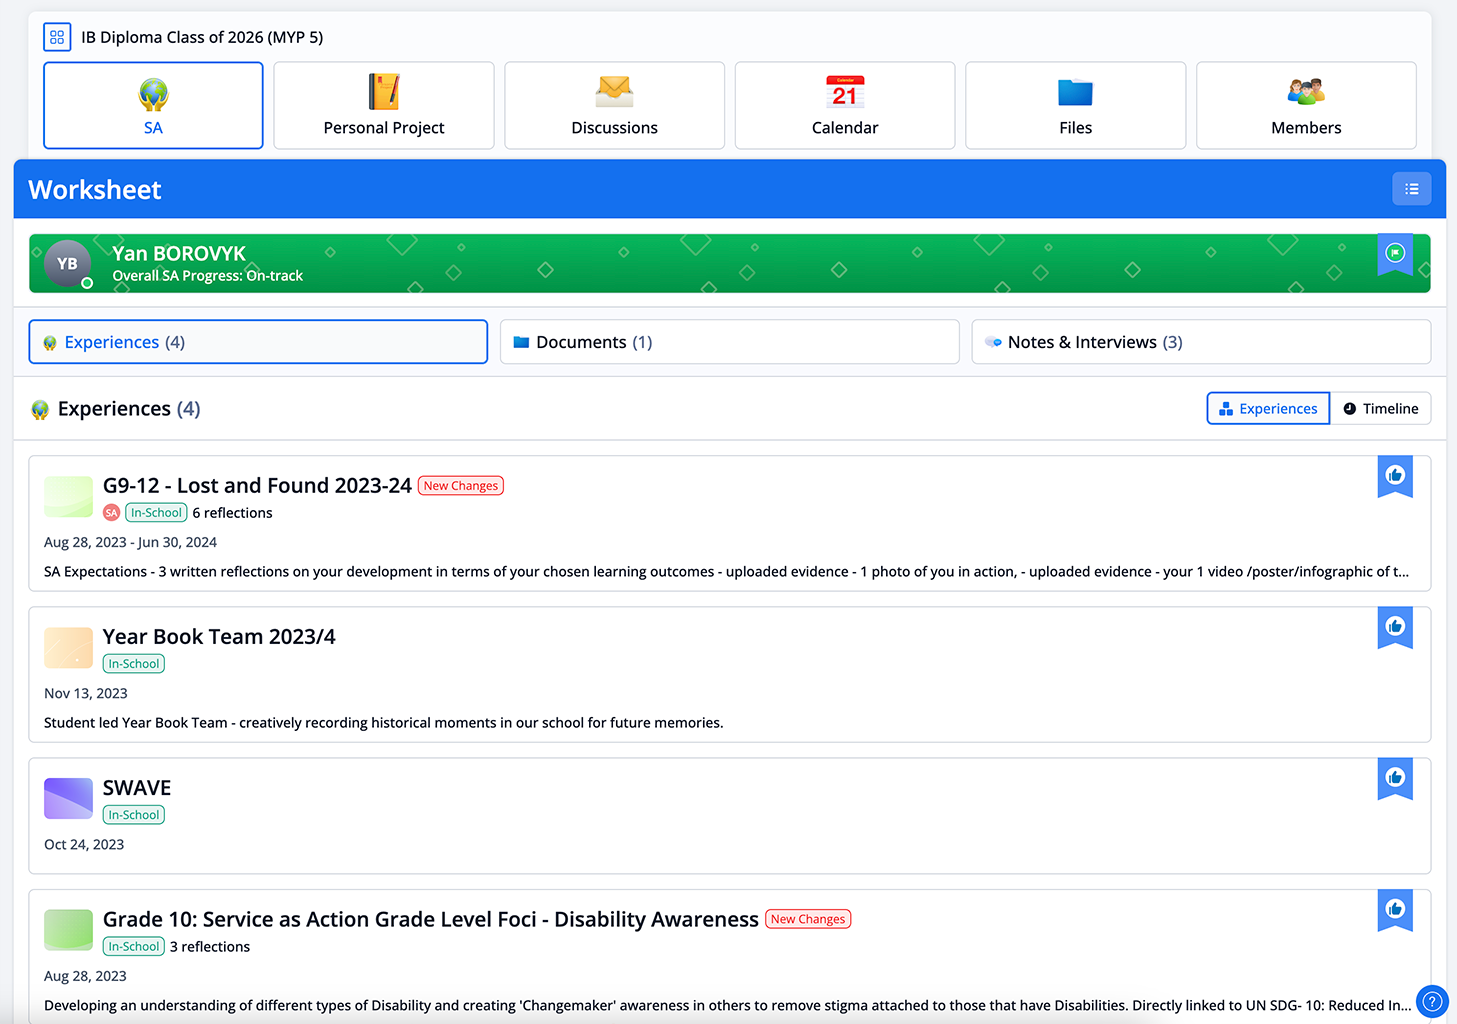 IB Diploma Class of 2026 (MYP 5)
SA
Personal Project
Discussions
Calendar
21
Calendar
Files
Members
Worksheet
YB
Yan BOROVYK
Overall SA Progress: On-track
Experiences (4)
Documents (1)
Notes & Interviews (3)
Experiences (4)
Experiences
Timeline
G9-12 - Lost and Found 2023-24 New Changes
SA In-School 6 reflections
Aug 28, 2023 - Jun 30, 2024
SA Expectations - 3 written reflections on your development in terms of your chosen learning outcomes - uploaded evidence - 1 photo of you in action, - uploaded evidence - your 1 video /poster/infographic of t...
Year Book Team 2023/4
In-School
Nov 13, 2023
Student led Year Book Team - creatively recording historical moments in our school for future memories.
SWAVE
In-School
Oct 24, 2023
Grade 10: Service as Action Grade Level Foci - Disability Awareness New Changes
In-School 3 reflections
Aug 28, 2023
Developing an understanding of different types of Disability and creating 'Changemaker' awareness in others to remove stigma attached to those that have Disabilities. Directly linked to UN SDG- 10: Reduced In...
?